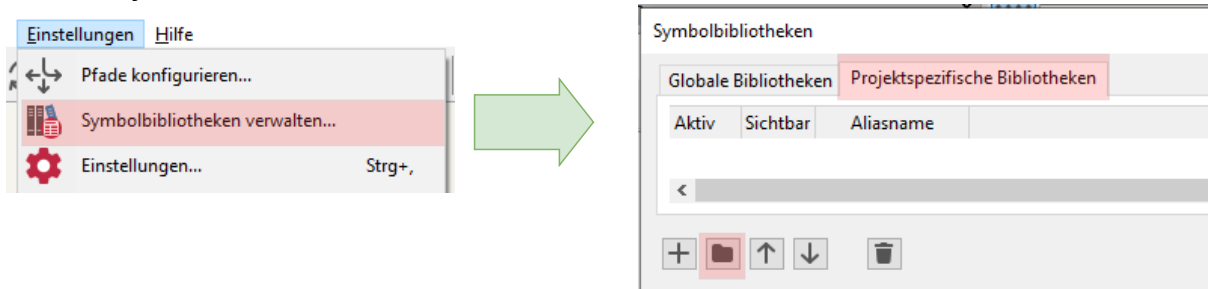 Einstellungen Hilfe
Pfade konfigurieren...
Symbolbibliotheken verwalten...
Einstellungen... Strg+,
Symbolbibliotheken
Globale Bibliotheken Projektspezifische Bibliotheken
Aktiv Sichtbar Aliasname